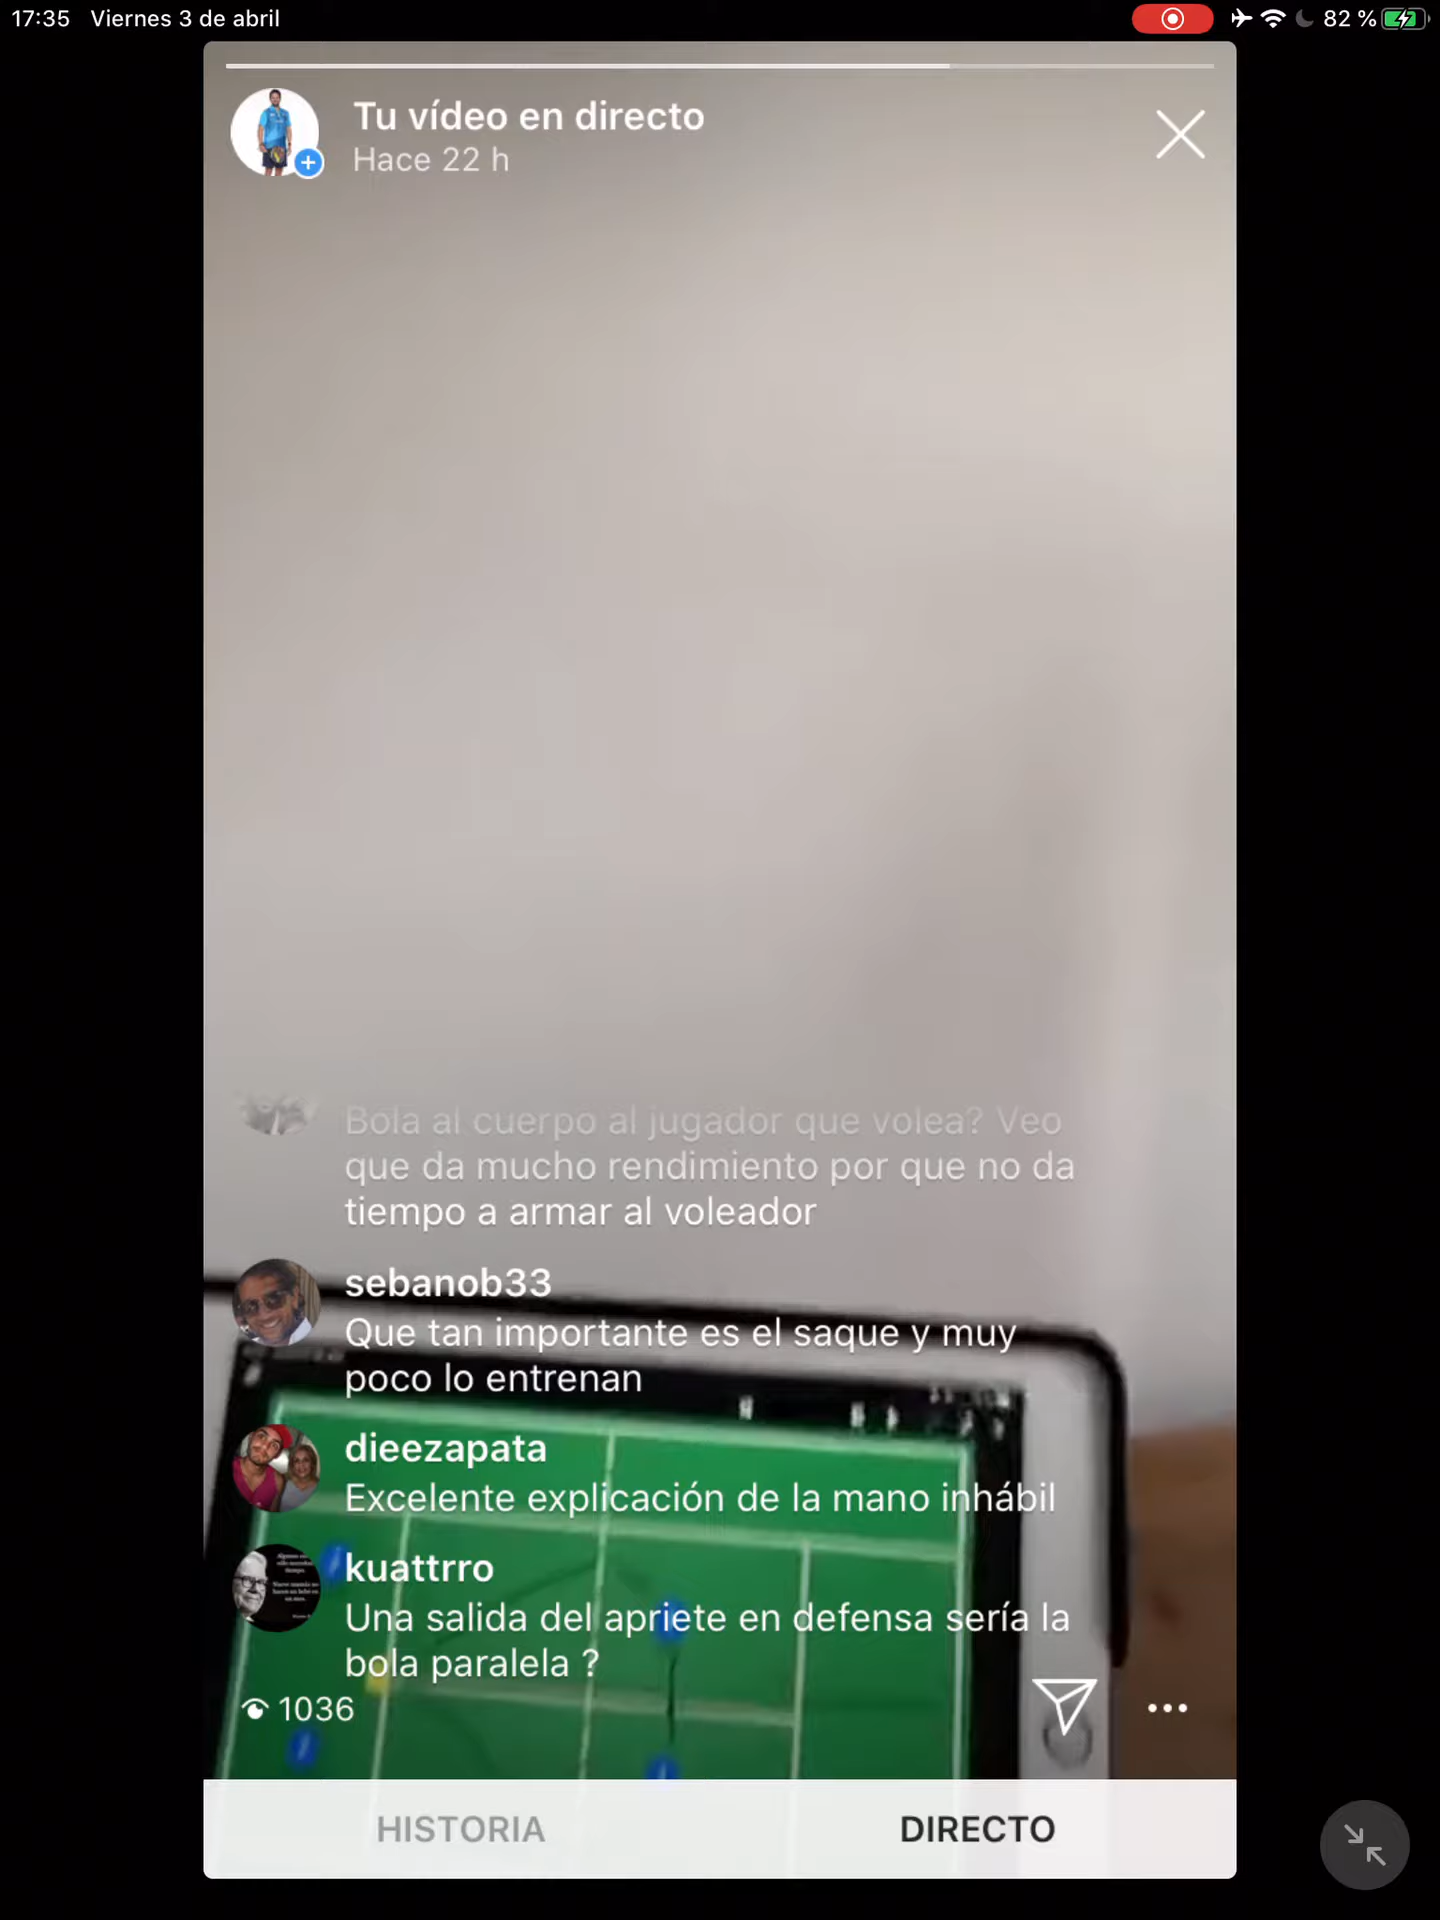 17:35 Viernes 3 de abril
82 %
Tu vídeo en directo
Hace 22 h
Bola al cuerpo al jugador que volea? Veo
que da mucho rendimiento por que no da
tiempo a armar al voleador
sebanob33
Que tan importante es el saque y muy
poco lo entrenan
dieezapata
Excelente explicación de la mano inhábil
kuattrro
Una salida del apriete en defensa sería la
bola paralela ?
1036
HISTORIA
DIRECTO